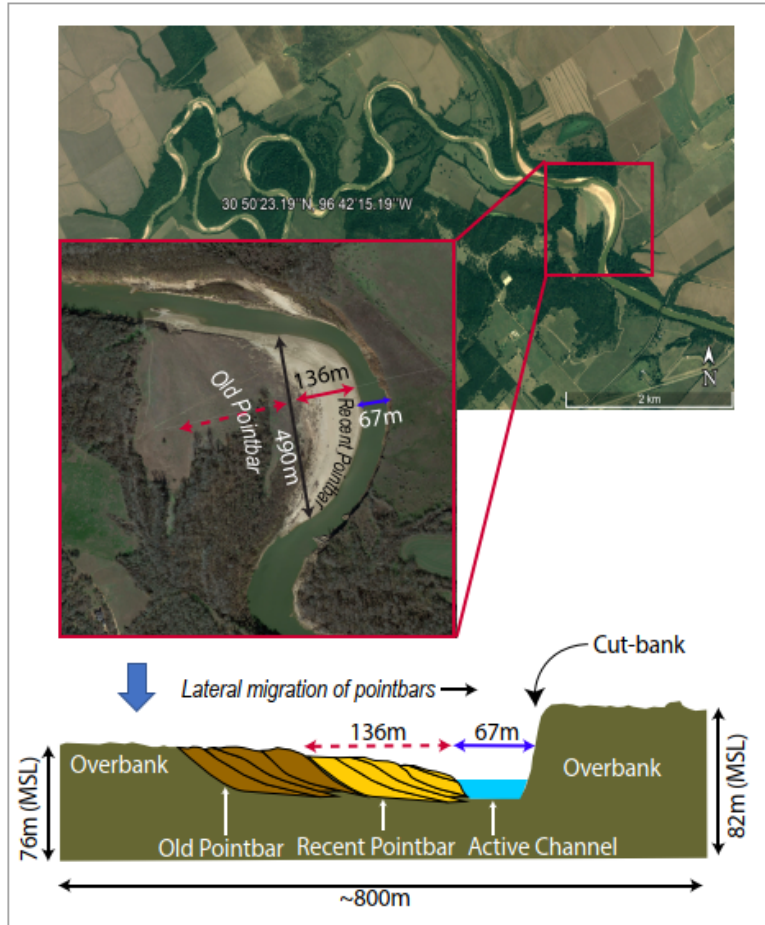 30 50'23.19"N, 96 42'15.19"W
N
2 km
136m
Old Pointbar
490m
Recent Pointbar
67m
Cut-bank
Lateral migration of pointbars
136m
67m
76m (MSL)
Overbank
Overbank
82m (MSL)
Old Pointbar
Recent Pointbar
Active Channel
~800m